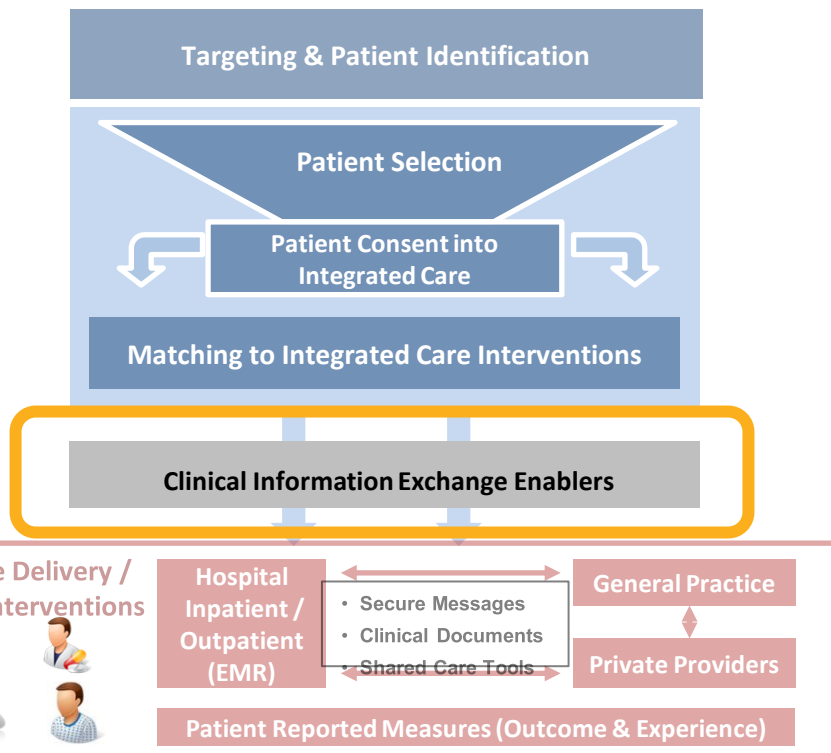 Targeting & Patient Identification
Patient Selection
Patient Consent into
Integrated Care
Matching to Integrated Care Interventions
Clinical Information Exchange Enablers
e Delivery /
nterventions
Hospital
Inpatient /
Outpatient
(EMR)
• Secure Messages
• Clinical Documents
• Shared Care Tools
General Practice
Private Providers
Patient Reported Measures (Outcome & Experience)